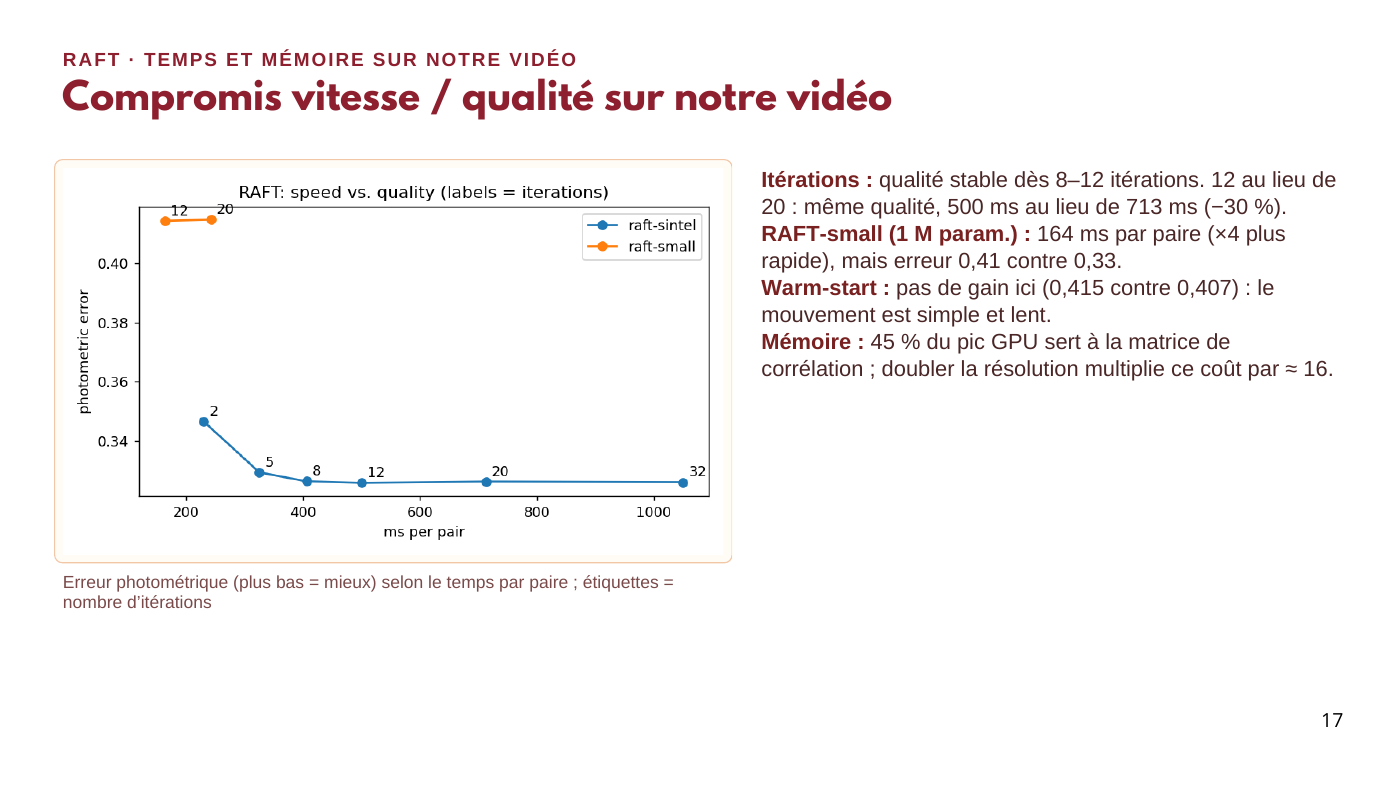 RAFT · TEMPS ET MÉMOIRE SUR NOTRE VIDÉO
Compromis vitesse / qualité sur notre vidéo
RAFT: speed vs. quality (labels = iterations)
12
20
raft-sintel
raft-small
0.40
0.38
0.36
0.34
photometric error
2
5
8
12
20
32
200
400
600
800
1000
ms per pair
Erreur photométrique (plus bas = mieux) selon le temps par paire ; étiquettes =
nombre d’itérations
Itérations : qualité stable dès 8–12 itérations. 12 au lieu de
20 : même qualité, 500 ms au lieu de 713 ms (−30 %).
RAFT-small (1 M param.) : 164 ms par paire (×4 plus
rapide), mais erreur 0,41 contre 0,33.
Warm-start : pas de gain ici (0,415 contre 0,407) : le
mouvement est simple et lent.
Mémoire : 45 % du pic GPU sert à la matrice de
corrélation ; doubler la résolution multiplie ce coût par ≈ 16.
17